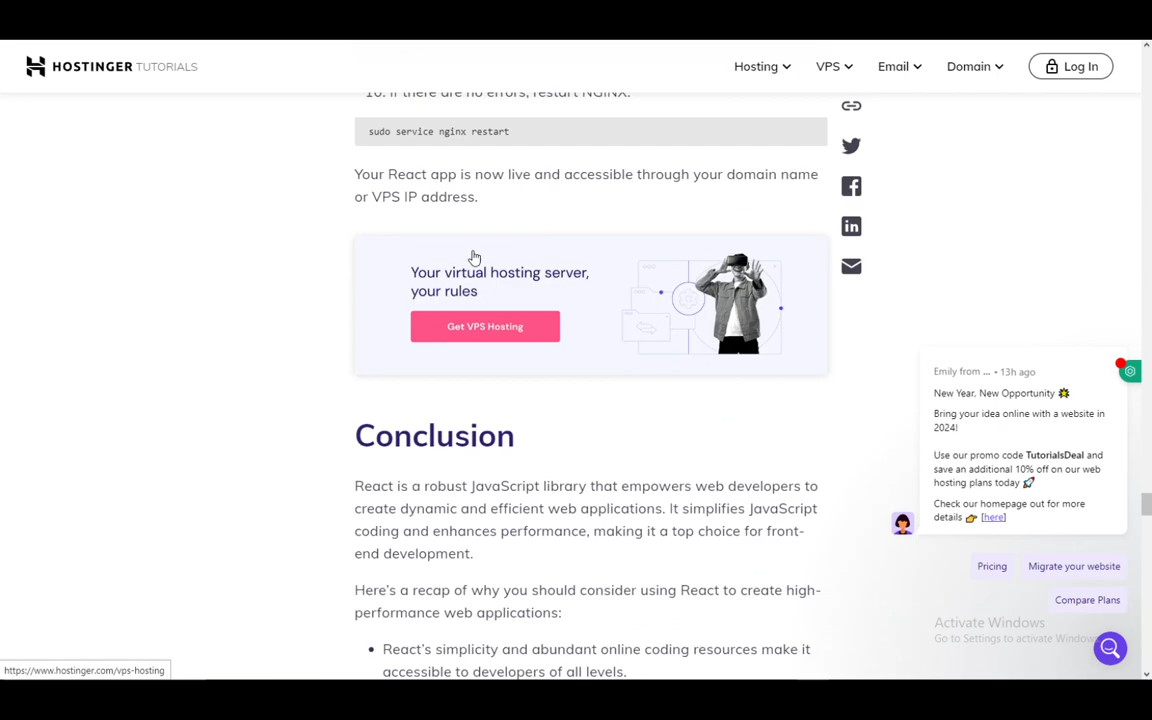 HOSTINGER TUTORIALS
Hosting
VPS
Email
Domain
Log In
10. If there are no errors, restart NGINX.
sudo service nginx restart
Your React app is now live and accessible through your domain name
or VPS IP address.
Your virtual hosting server,
your rules
Get VPS Hosting
Conclusion
React is a robust JavaScript library that empowers web developers to
create dynamic and efficient web applications. It simplifies JavaScript
coding and enhances performance, making it a top choice for front-
end development.
Here's a recap of why you should consider using React to create high-
performance web applications:
• React's simplicity and abundant online coding resources make it
accessible to developers of all levels.
Emily from ... • 13h ago
New Year, New Opportunity
Bring your idea online with a website in
2024!
Use our promo code TutorialsDeal and
save an additional 10% off on our web
hosting plans today
Check our homepage out for more
details [here]
Pricing
Migrate your website
Compare Plans
Activate Windows
Go to Settings to activate Windows.
https://www.hostinger.com/vps-hosting